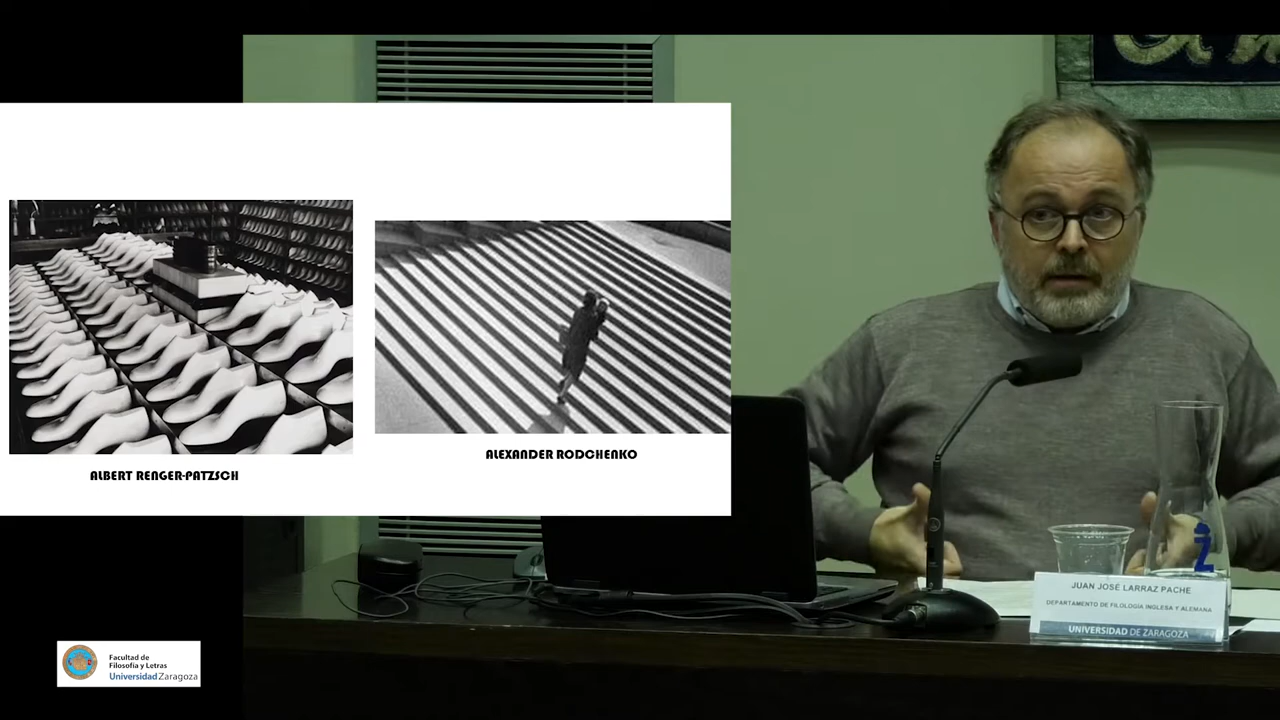 ALBERT RENGER-PATZSCH
ALEXANDER RODCHENKO
JUAN JOSÉ LARRAZ PACHE
DEPARTAMENTO DE FILOLOGÍA INGLESA Y ALEMANA
UNIVERSIDAD DE ZARAGOZA
Facultad de
Filosofía y Letras
Universidad Zaragoza